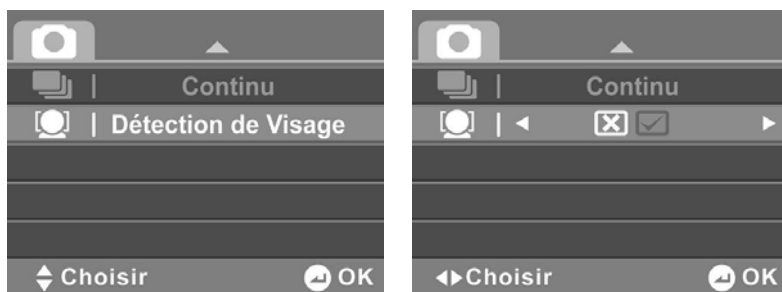 Continu
Détection de Visage
Choisir
OK
Continu
Choisir
OK